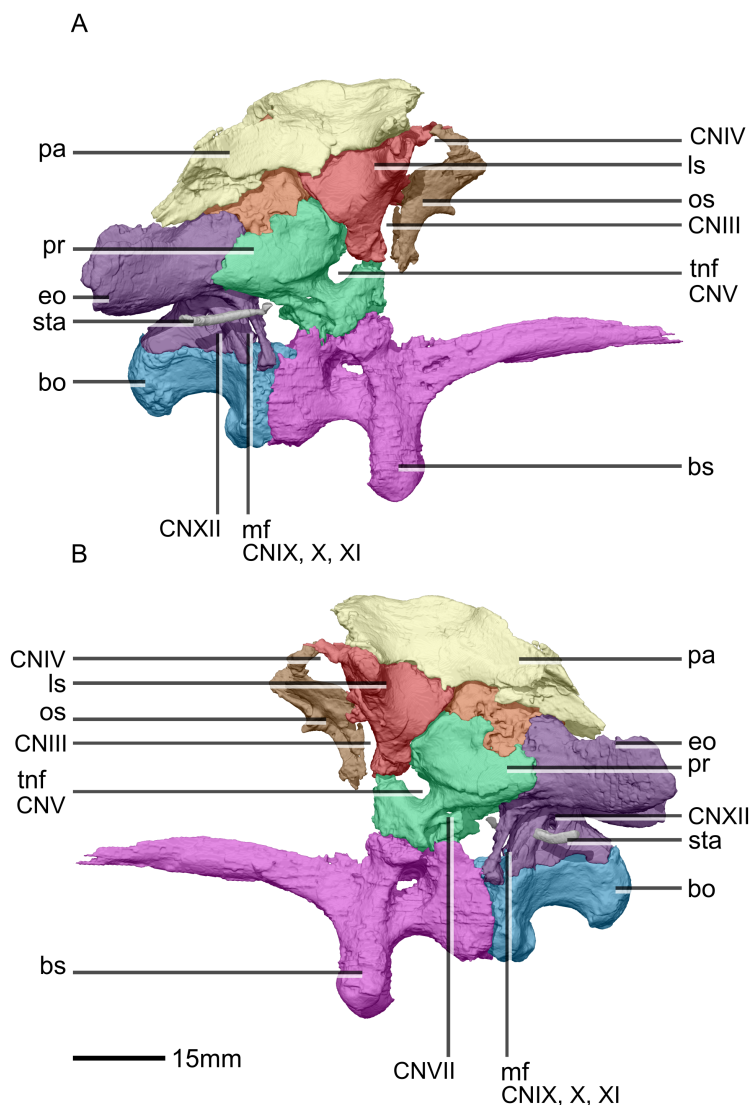 A
pa
CNIV
ls
os
CNIII
pr
tnf
CNV
eo
sta
bo
bs
CNXII
mf
CNIX, X, XI
B
CNIV
ls
os
CNIII
tnf
CNV
pa
eo
pr
CNXII
sta
bo
bs
15mm
CNVII
mf
CNIX, X, XI